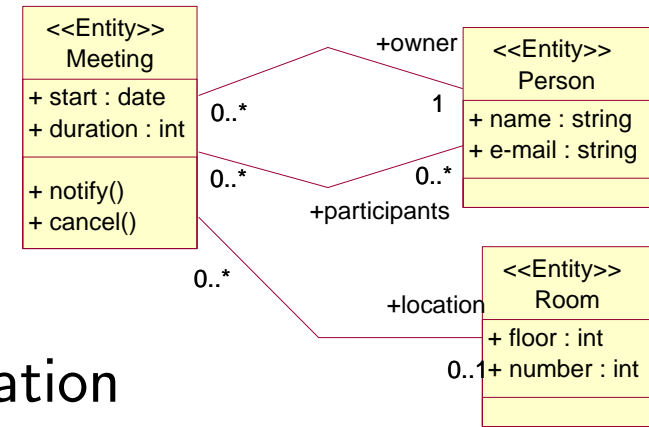 <<Entity>>
Meeting
+ start : date
+ duration : int
+ notify()
+ cancel()
0..*
+owner
1
0..*
0..*
+participants
<<Entity>>
Person
+ name : string
+ e-mail : string
0..*
+location
0..1
<<Entity>>
Room
+ floor : int
+ number : int
ation